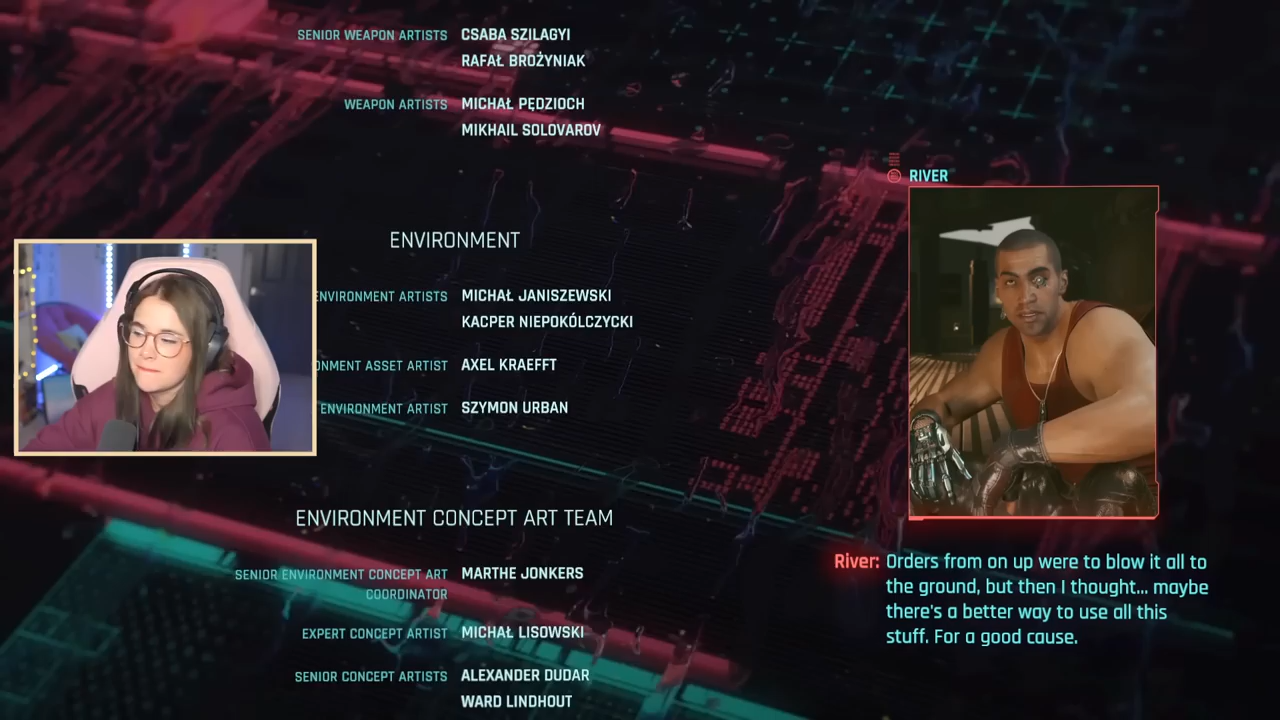 SENIOR WEAPON ARTISTS CSABA SZILAGYI
RAFAŁ BROŻYNIAK
WEAPON ARTISTS MICHAŁ PĘDZIOCH
MIKHAIL SOLOVAROV
ENVIRONMENT
ENVIRONMENT ARTISTS MICHAŁ JANISZEWSKI
KACPER NIEPOKÓLCZYCKI
ASSET ARTIST AXEL KRAEFFT
ENVIRONMENT ARTIST SZYMON URBAN
ENVIRONMENT CONCEPT ART TEAM
SENIOR ENVIRONMENT CONCEPT ART MARTHE JONKERS
COORDINATOR
EXPERT CONCEPT ARTIST MICHAŁ LISOWSKI
SENIOR CONCEPT ARTISTS ALEXANDER DUDAR
WARD LINDHOUT
RIVER
River: Orders from on up were to blow it all to
the ground, but then I thought... maybe
there's a better way to use all this
stuff. For a good cause.